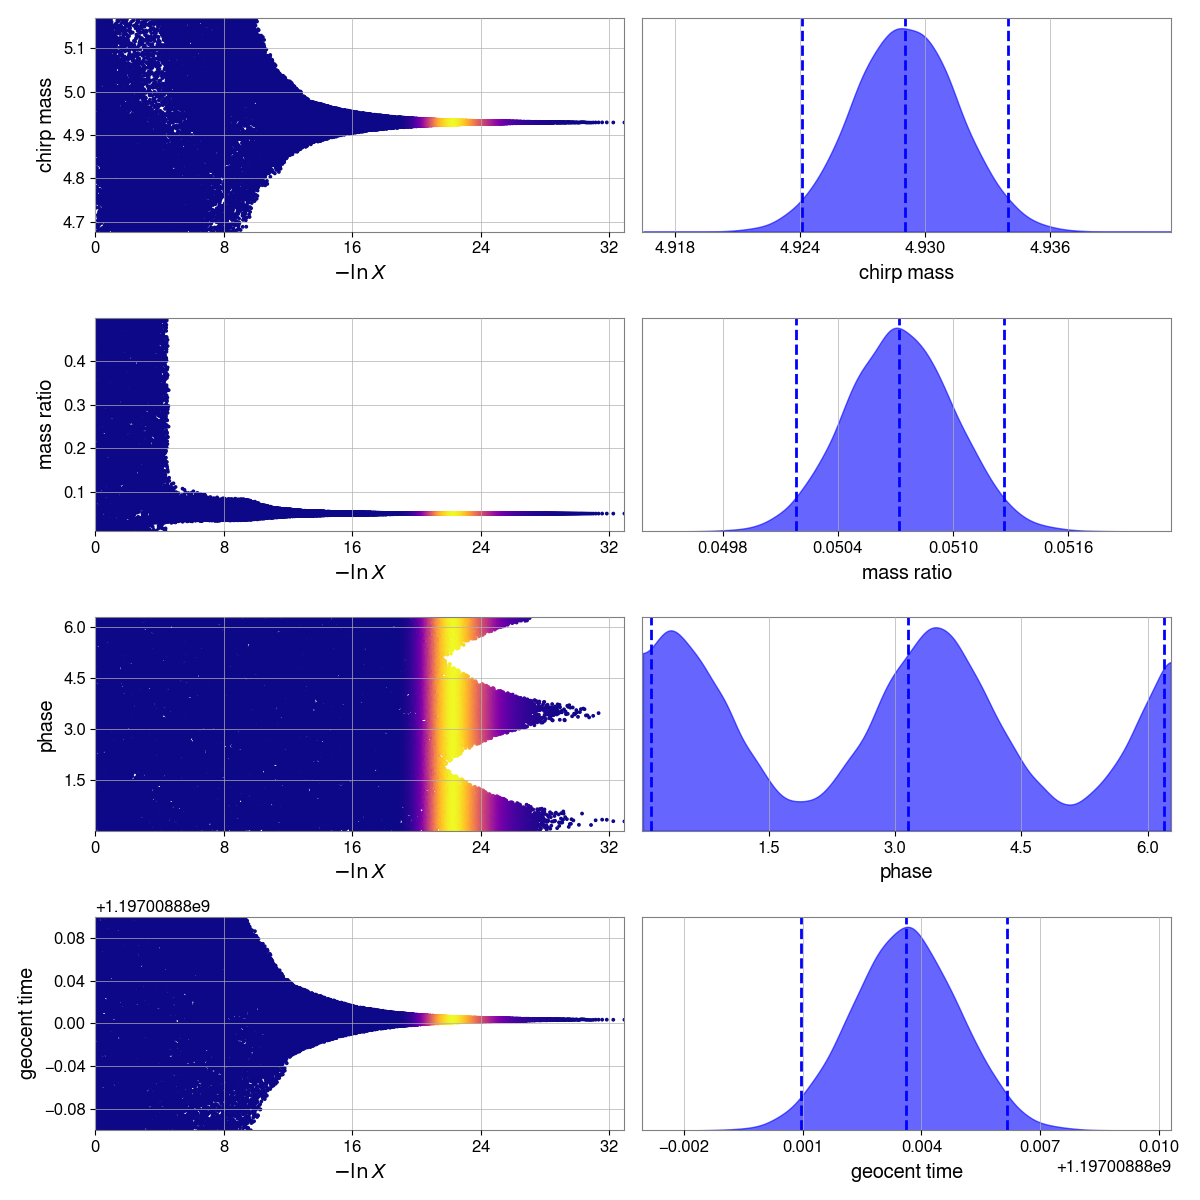 5.1
5.0
4.9
4.8
4.7
chirp mass
0 8 16 24 32
−ln X
4.918 4.924 4.930 4.936
chirp mass
0.4
0.3
0.2
0.1
mass ratio
0 8 16 24 32
−ln X
0.0498 0.0504 0.0510 0.0516
mass ratio
6.0
4.5
3.0
1.5
phase
0 8 16 24 32
−ln X
1.5 3.0 4.5 6.0
phase
+1.19700888e9
0.08
0.04
0.00
−0.04
−0.08
geocent time
0 8 16 24 32
−ln X
−0.002 0.001 0.004 0.007 0.010
+1.19700888e9
geocent time